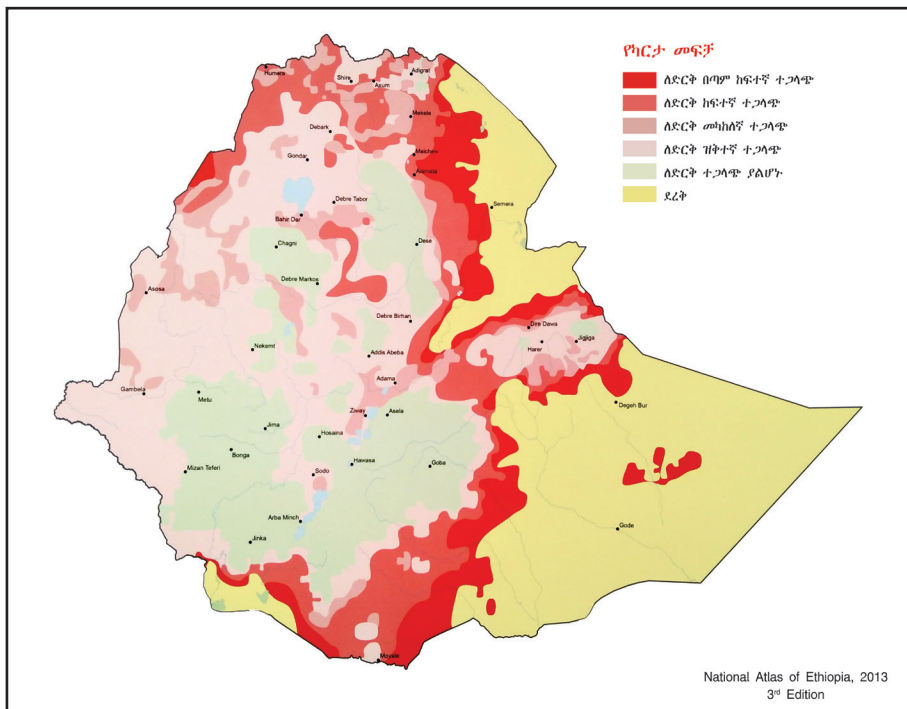 የካርታ መፍቻ
ለድርቅ በጣም ከፍተኛ ተጋላጭ
ለድርቅ ከፍተኛ ተጋላጭ
ለድርቅ መካከለኛ ተጋላጭ
ለድርቅ ዝቅተኛ ተጋላጭ
ለድርቅ ተጋላጭ ያልሆኑ
ደረቅ
Humera
Shire
Axum
Adigrat
Mekele
Debark
Maichew
Gondar
Alamata
Debre Tabor
Semera
Bahir Dar
Chagni
Dese
Debre Markos
Asosa
Debre Birhan
Dire Dawa
Harer
Jigjiga
Nekemt
Addis Abeba
Adama
Gambela
Metu
Degeh Bur
Ziway
Asela
Jima
Hosaina
Bonga
Hawasa
Goba
Mizan Teferi
Sodo
Arba Minch
Gode
Jinka
Moyale
National Atlas of Ethiopia, 2013
3rd Edition